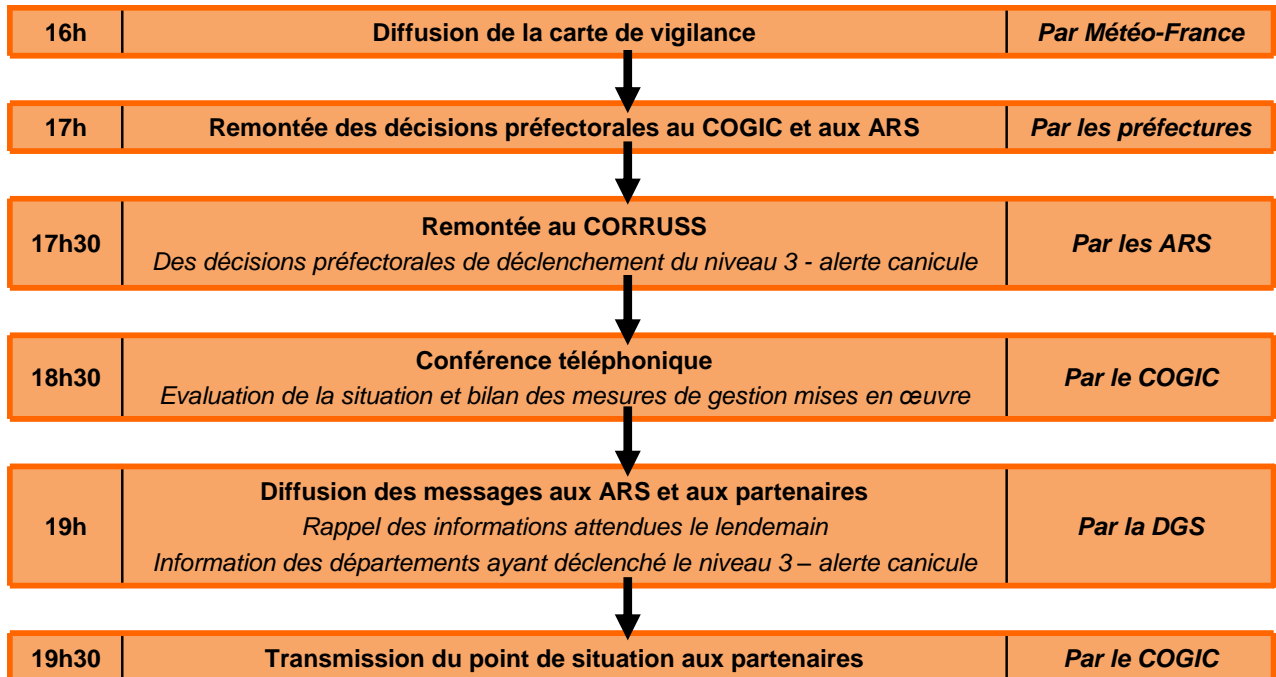 16h Diffusion de la carte de vigilance Par Météo-France
17h Remontée des décisions préfectorales au COGIC et aux ARS Par les préfectures
Remontée au CORRUSS
17h30 Par les ARS
Des décisions préfectorales de déclenchement du niveau 3 - alerte canicule
Conférence téléphonique
18h30 Par le COGIC
Evaluation de la situation et bilan des mesures de gestion mises en œuvre
Diffusion des messages aux ARS et aux partenaires
19h Rappel des informations attendues le lendemain Par la DGS
Information des départements ayant déclenché le niveau 3 – alerte canicule
19h30 Transmission du point de situation aux partenaires Par le COGIC